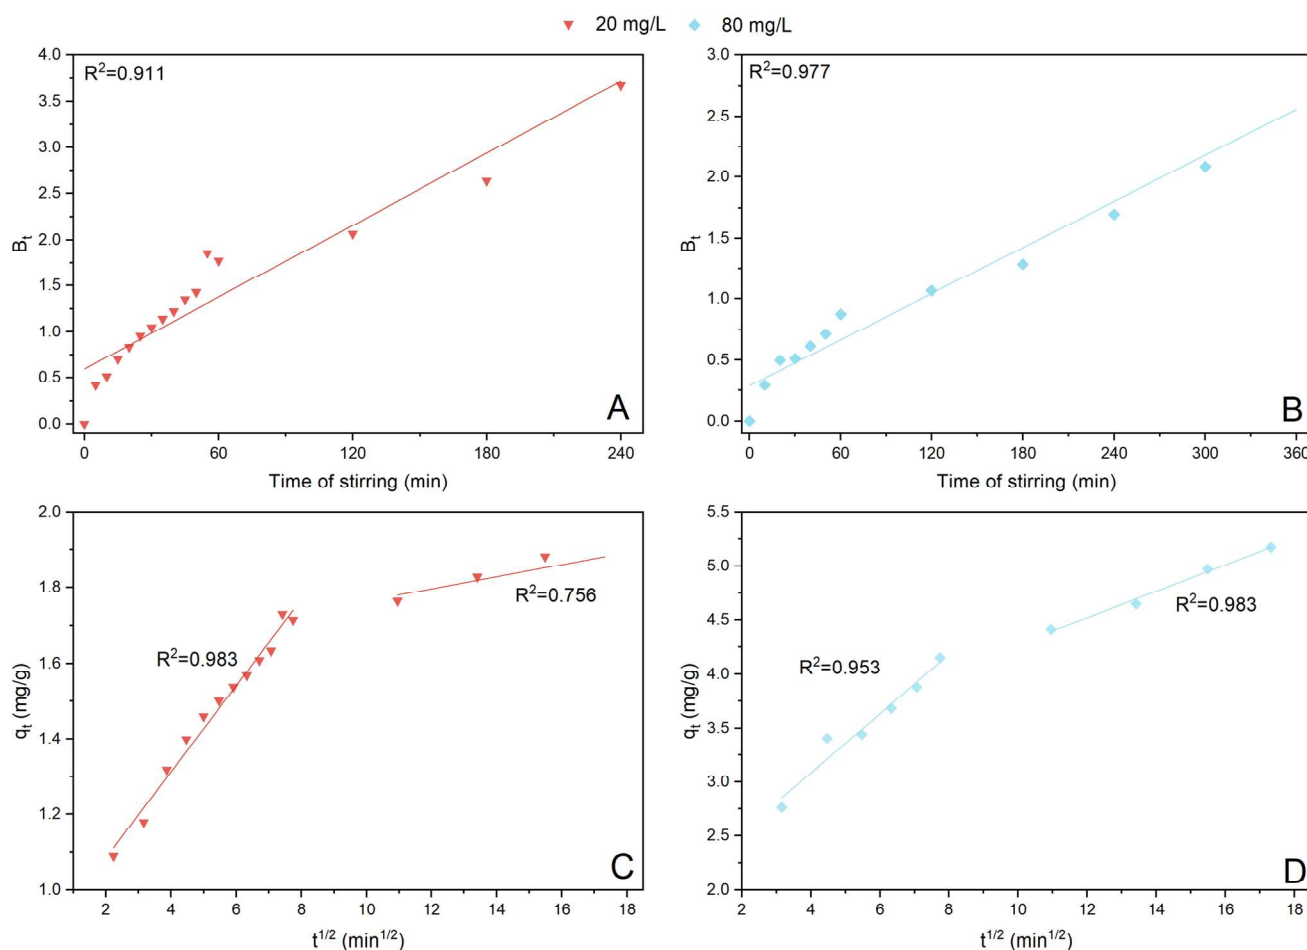 20 mg/L 80 mg/L
R²=0.911
4.0
3.5
3.0
2.5
2.0
1.5
1.0
0.5
0.0
Bt
A
0 60 120 180 240
Time of stirring (min)
R²=0.977
3.0
2.5
2.0
1.5
1.0
0.5
0.0
Bt
B
0 60 120 180 240 300 360
Time of stirring (min)
2.0
1.8
1.6
1.4
1.2
1.0
qt (mg/g)
R²=0.983
R²=0.756
C
2 4 6 8 10 12 14 16 18
t1/2 (min1/2)
5.5
5.0
4.5
4.0
3.5
3.0
2.5
2.0
qt (mg/g)
R²=0.953
R²=0.983
D
2 4 6 8 10 12 14 16 18
t1/2 (min1/2)